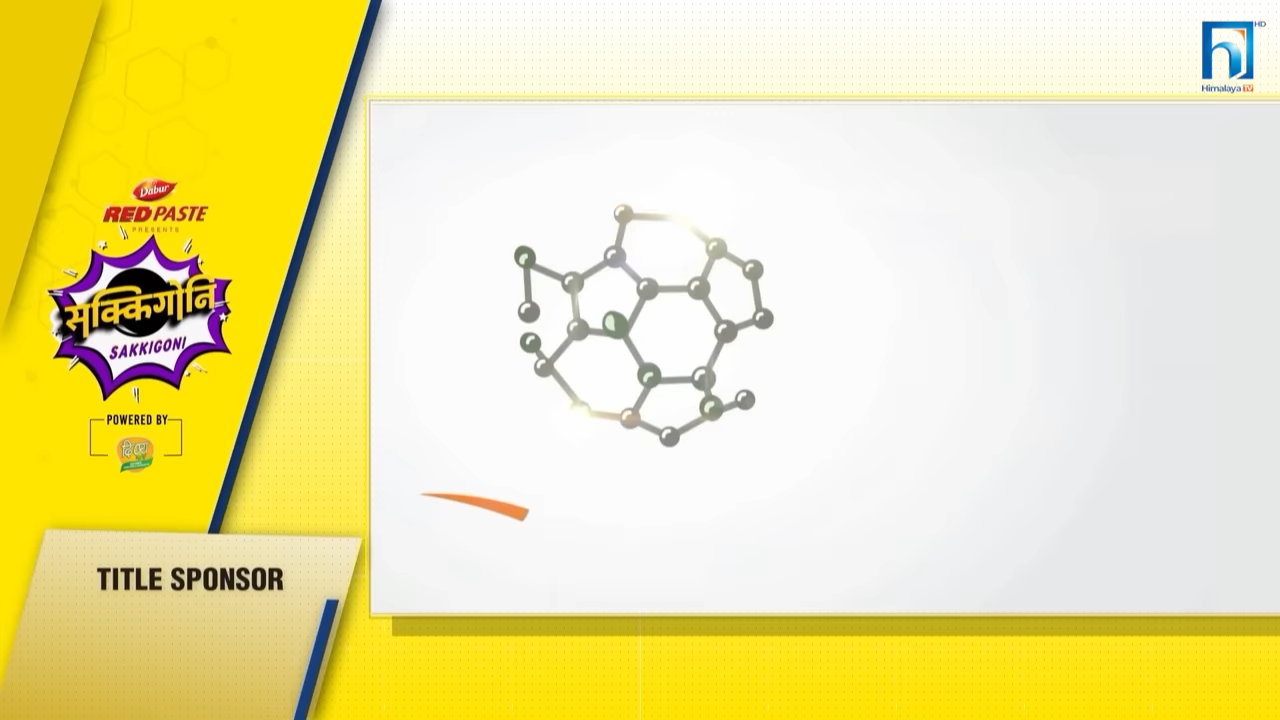 HD
Himalaya TV
Dabur
RED PASTE
PRESENTS
सक्किगोनि
SAKKIGONI
POWERED BY
TITLE SPONSOR